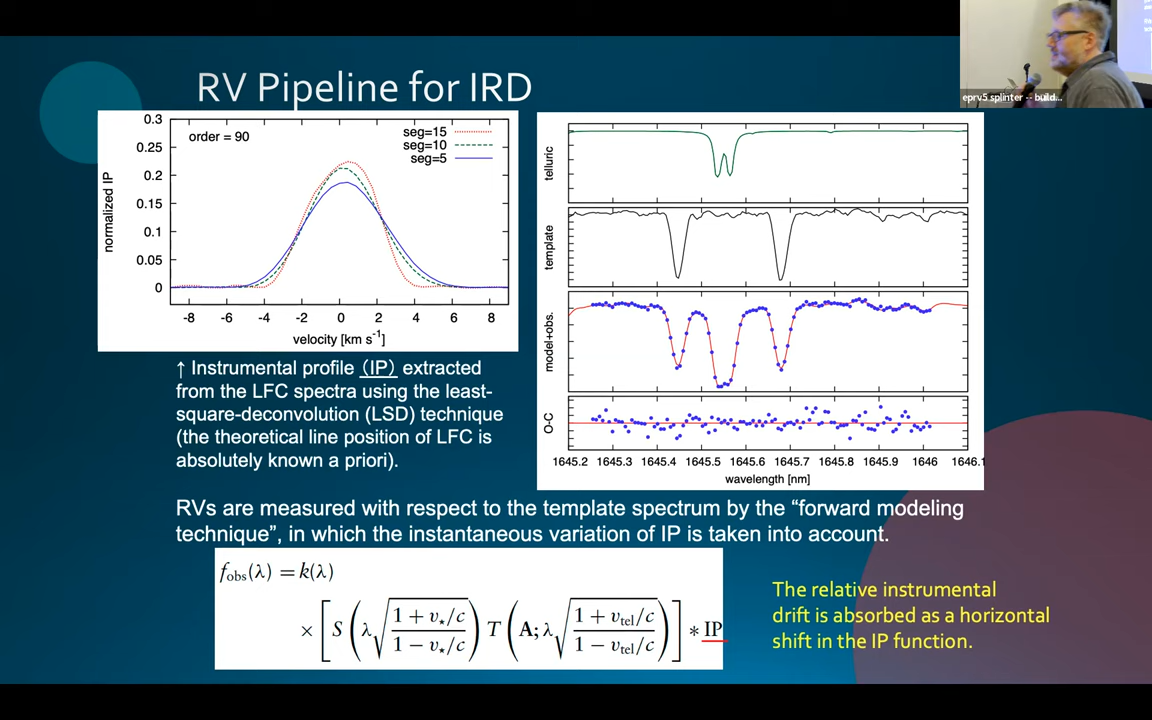 RV Pipeline for IRD
eprv5 splinter -- build...
0.3
0.25
0.2
0.15
0.1
0.05
0
normalized IP
order = 90
seg=15
seg=10
seg=5
-8 -6 -4 -2 0 2 4 6 8
velocity [km s⁻¹]
telluric
template
model+obs.
O-C
1645.2 1645.3 1645.4 1645.5 1645.6 1645.7 1645.8 1645.9 1646 1646.1
wavelength [nm]
↑ Instrumental profile (IP) extracted
from the LFC spectra using the least-
square-deconvolution (LSD) technique
(the theoretical line position of LFC is
absolutely known a priori).
RVs are measured with respect to the template spectrum by the “forward modeling
technique”, in which the instantaneous variation of IP is taken into account.
f_obs(λ) = k(λ)
× [ S ( λ √((1 + v⋆/c)/(1 − v⋆/c)) ) T ( A; λ √((1 + v_tel/c)/(1 − v_tel/c)) ) ] ∗ IP
The relative instrumental
drift is absorbed as a horizontal
shift in the IP function.